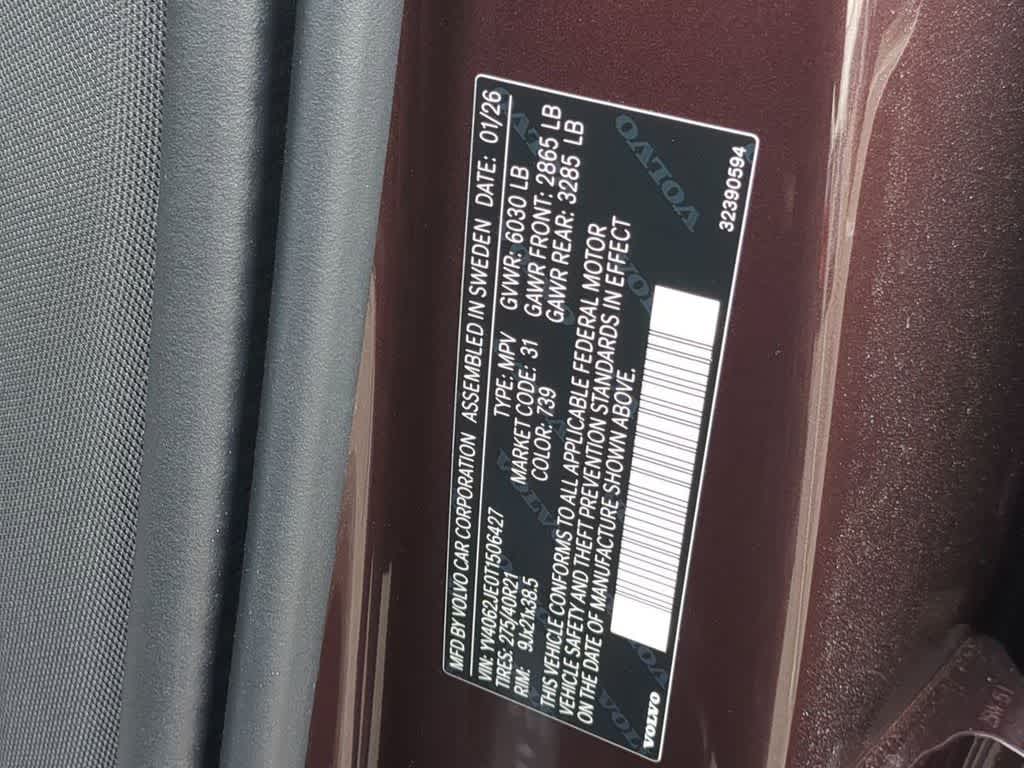 MFD BY VOLVO CAR CORPORATION ASSEMBLED IN SWEDEN DATE: 01/26
VIN: YV4062JE0T1506427 TYPE: MPV GVWR: 6030 LB
TIRES: 275/40R21 MARKET CODE: 31 GAWR FRONT: 2865 LB
RIM: 9Jx21x38.5 COLOR: 739 GAWR REAR: 3285 LB
THIS VEHICLE CONFORMS TO ALL APPLICABLE FEDERAL MOTOR
VEHICLE SAFETY AND THEFT PREVENTION STANDARDS IN EFFECT
ON THE DATE OF MANUFACTURE SHOWN ABOVE.
VOLVO
32390594